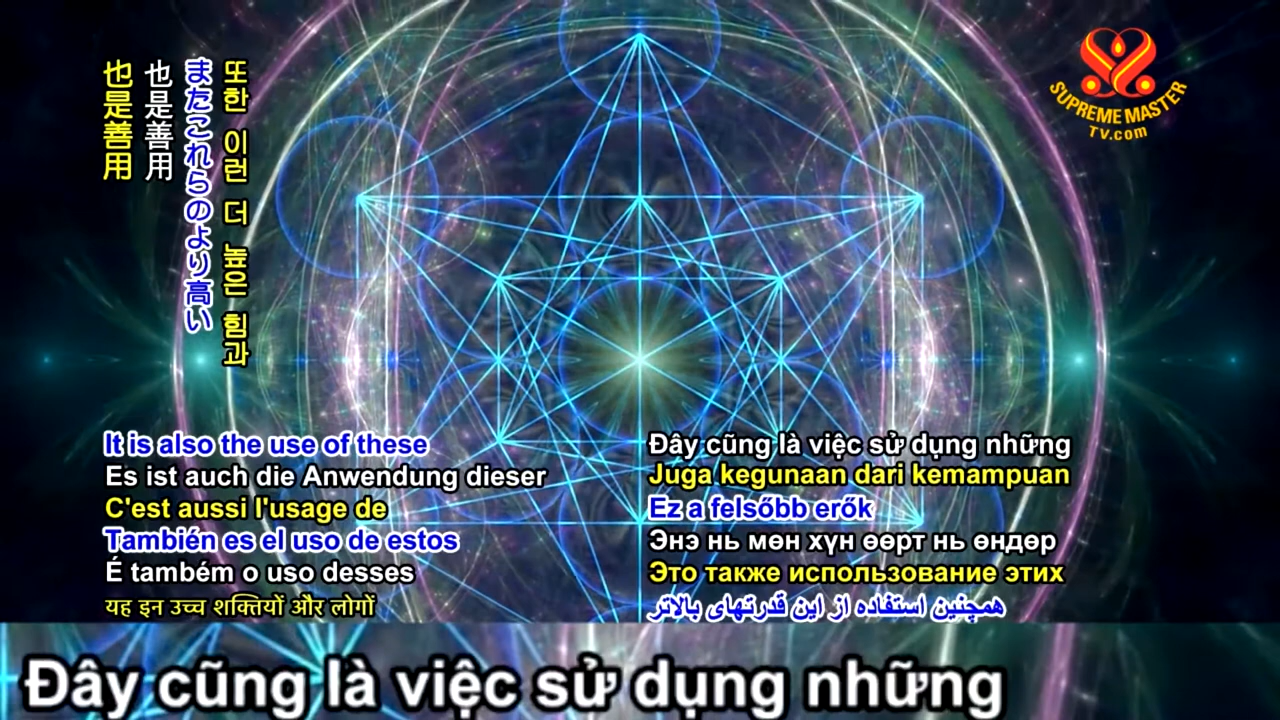 也是善用
也是善用
またこれらのより高い
또한 이런 더 높은 힘과
SUPREME MASTER
TV.com
It is also the use of these
Es ist auch die Anwendung dieser
C'est aussi l'usage de
También es el uso de estos
É também o uso desses
यह इन उच्च शक्तियों और लोगों
Đây cũng là việc sử dụng những
Juga kegunaan dari kemampuan
Ez a felsőbb erők
Энэ нь мөн хүн өөрт нь өндөр
Это также использование этих
همچنین استفاده از این قدرتهای بالاتر
Đây cũng là việc sử dụng những